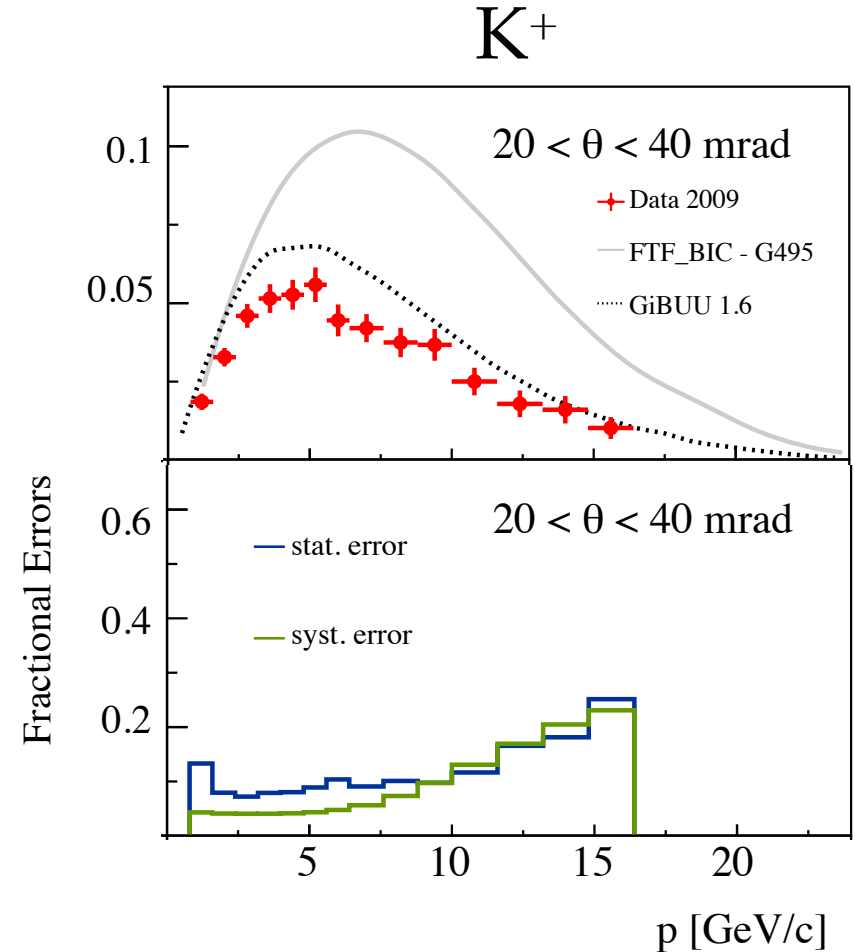 K+
0.1
20 < θ < 40 mrad
Data 2009
FTF_BIC - G495
0.05
GiBUU 1.6
Fractional Errors
0.6
20 < θ < 40 mrad
stat. error
0.4
syst. error
0.2
5 10 15 20
p [GeV/c]